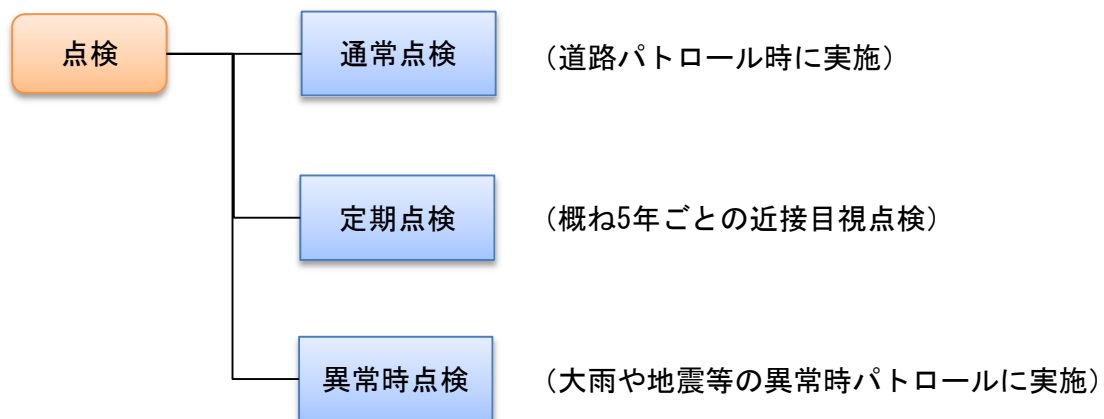 点検
通常点検
(道路パトロール時に実施)
定期点検
(概ね5年ごとの近接目視点検)
異常時点検
(大雨や地震等の異常時パトロールに実施)